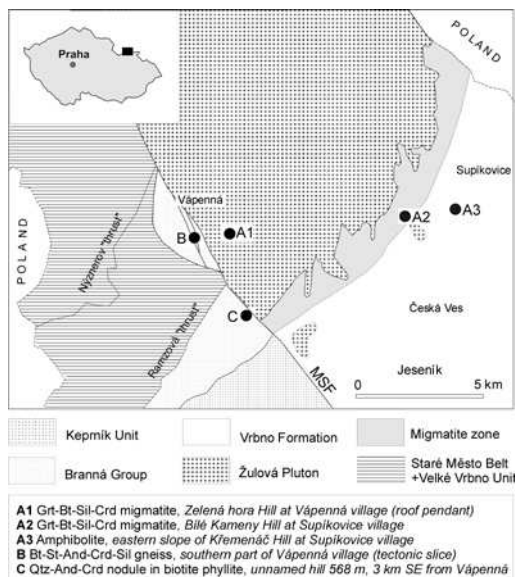 Praha
POLAND
Supíkovice
Vápenná
A1
A2
A3
B
POLAND
Nýznerov "thrust"
Česká Ves
C
Ramzová "thrust"
Jeseník
MSF
0 5 km
Keprník Unit
Vrbno Formation
Migmatite zone
Branná Group
Žulová Pluton
Staré Město Belt
+Velké Vrbno Unit
A1 Grt-Bt-Sil-Crd migmatite, Zelená hora Hill at Vápenná village (roof pendant)
A2 Grt-Bt-Sil-Crd migmatite, Bílé Kameny Hill at Supíkovice village
A3 Amphibolite, eastern slope of Křemenáč Hill at Supíkovice village
B Bt-St-And-Crd-Sil gneiss, southern part of Vápenná village (tectonic slice)
C Qtz-And-Crd nodule in biotite phyllite, unnamed hill 568 m, 3 km SE from Vápenná